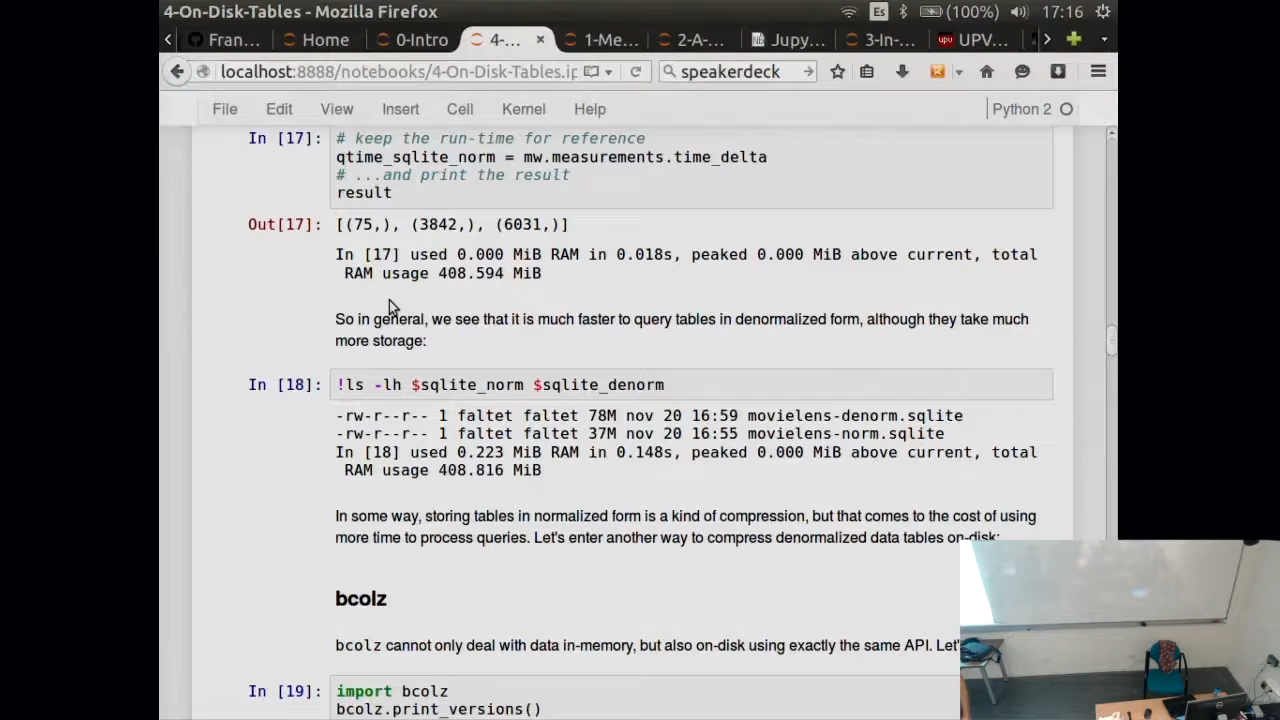 4-On-Disk-Tables - Mozilla Firefox
Es (100%) 17:16
Fran... Home 0-Intro 4-... × 1-Me... 2-A-... Jupy... 3-In-... upv UPV...
localhost:8888/notebooks/4-On-Disk-Tables.ip speakerdeck
File Edit View Insert Cell Kernel Help Python 2
In [17]: # keep the run-time for reference
qtime_sqlite_norm = mw.measurements.time_delta
# ...and print the result
result
Out[17]: [(75,), (3842,), (6031,)]
In [17] used 0.000 MiB RAM in 0.018s, peaked 0.000 MiB above current, total
RAM usage 408.594 MiB
So in general, we see that it is much faster to query tables in denormalized form, although they take much
more storage:
In [18]: !ls -lh $sqlite_norm $sqlite_denorm
-rw-r--r-- 1 faltet faltet 78M nov 20 16:59 movielens-denorm.sqlite
-rw-r--r-- 1 faltet faltet 37M nov 20 16:55 movielens-norm.sqlite
In [18] used 0.223 MiB RAM in 0.148s, peaked 0.000 MiB above current, total
RAM usage 408.816 MiB
In some way, storing tables in normalized form is a kind of compression, but that comes to the cost of using
more time to process queries. Let's enter another way to compress denormalized data tables on-disk:
bcolz
bcolz cannot only deal with data in-memory, but also on-disk using exactly the same API. Let'
In [19]: import bcolz
bcolz.print_versions()